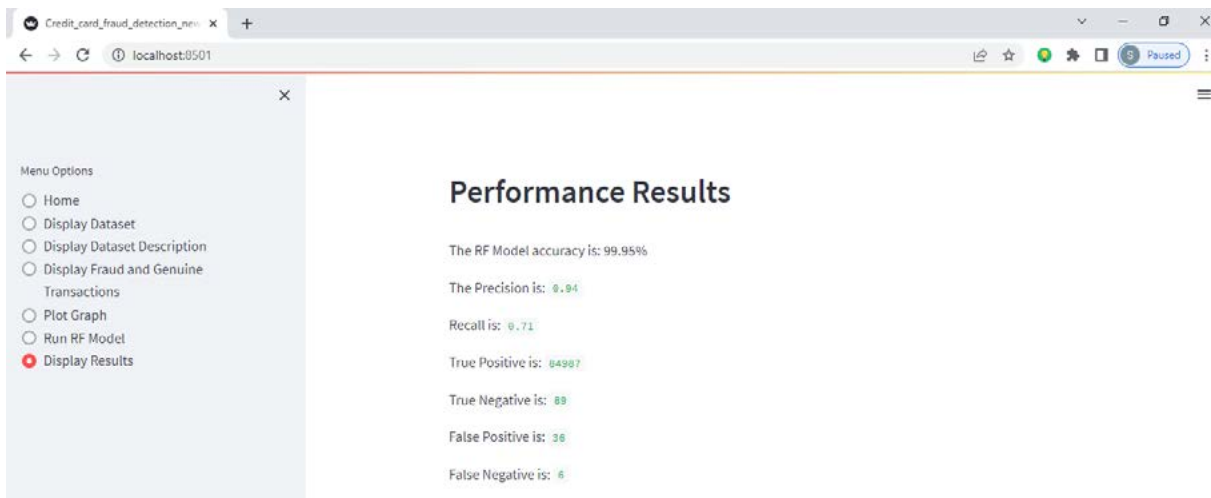 Credit_card_fraud_detection_new
localhost:8501
S Paused
Menu Options
Home
Display Dataset
Display Dataset Description
Display Fraud and Genuine
Transactions
Plot Graph
Run RF Model
Display Results
Performance Results
The RF Model accuracy is: 99.95%
The Precision is: 0.94
Recall is: 0.71
True Positive is: 84987
True Negative is: 89
False Positive is: 36
False Negative is: 6